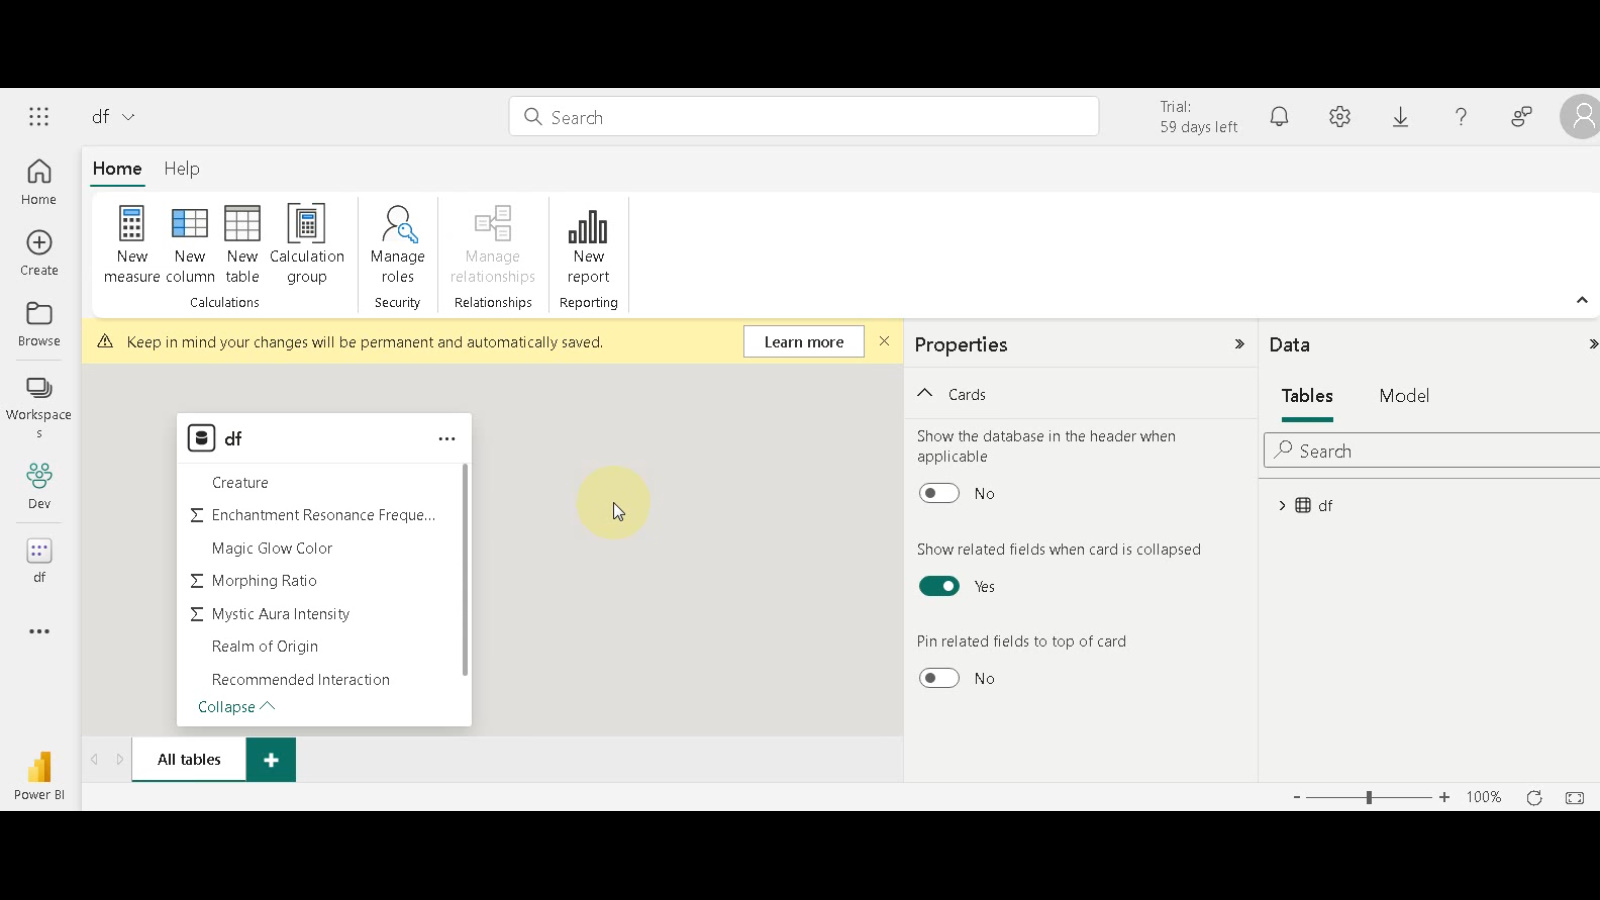 df
Search
Trial:
59 days left
Home
Help
Home
Create
Browse
Workspace
s
Dev
df
Power BI
New
measure
New
column
New
table
Calculation
group
Calculations
Manage
roles
Security
Manage
relationships
Relationships
New
report
Reporting
Keep in mind your changes will be permanent and automatically saved.
Learn more
df
Creature
Enchantment Resonance Freque...
Magic Glow Color
Morphing Ratio
Mystic Aura Intensity
Realm of Origin
Recommended Interaction
Collapse
All tables
Properties
Cards
Show the database in the header when
applicable
No
Show related fields when card is collapsed
Yes
Pin related fields to top of card
No
Data
Tables
Model
Search
df
100%